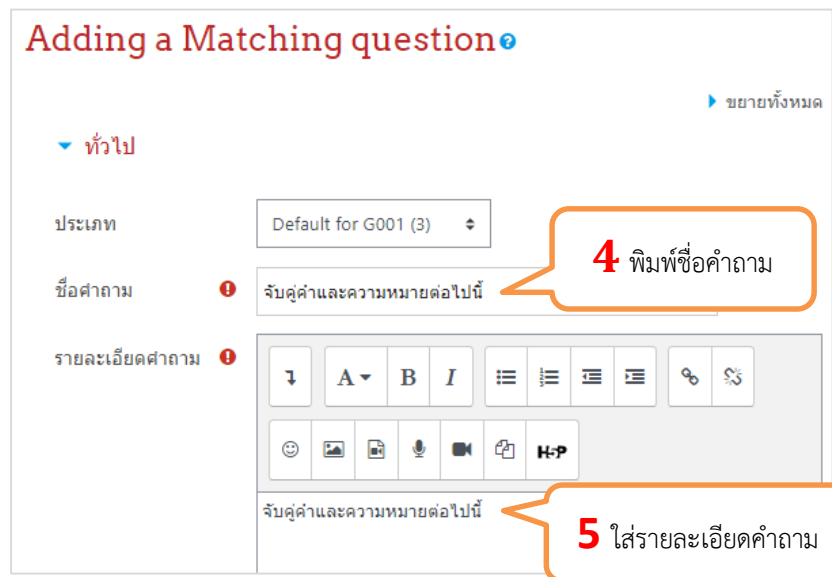 Adding a Matching question
ขยายทั้งหมด
ทั่วไป
ประเภท
Default for G001 (3)
4 พิมพ์ชื่อคำถาม
ชื่อคำถาม
จับคู่คำและความหมายต่อไปนี้
รายละเอียดคำถาม
A B I
H5P
จับคู่คำและความหมายต่อไปนี้
5 ใส่รายละเอียดคำถาม